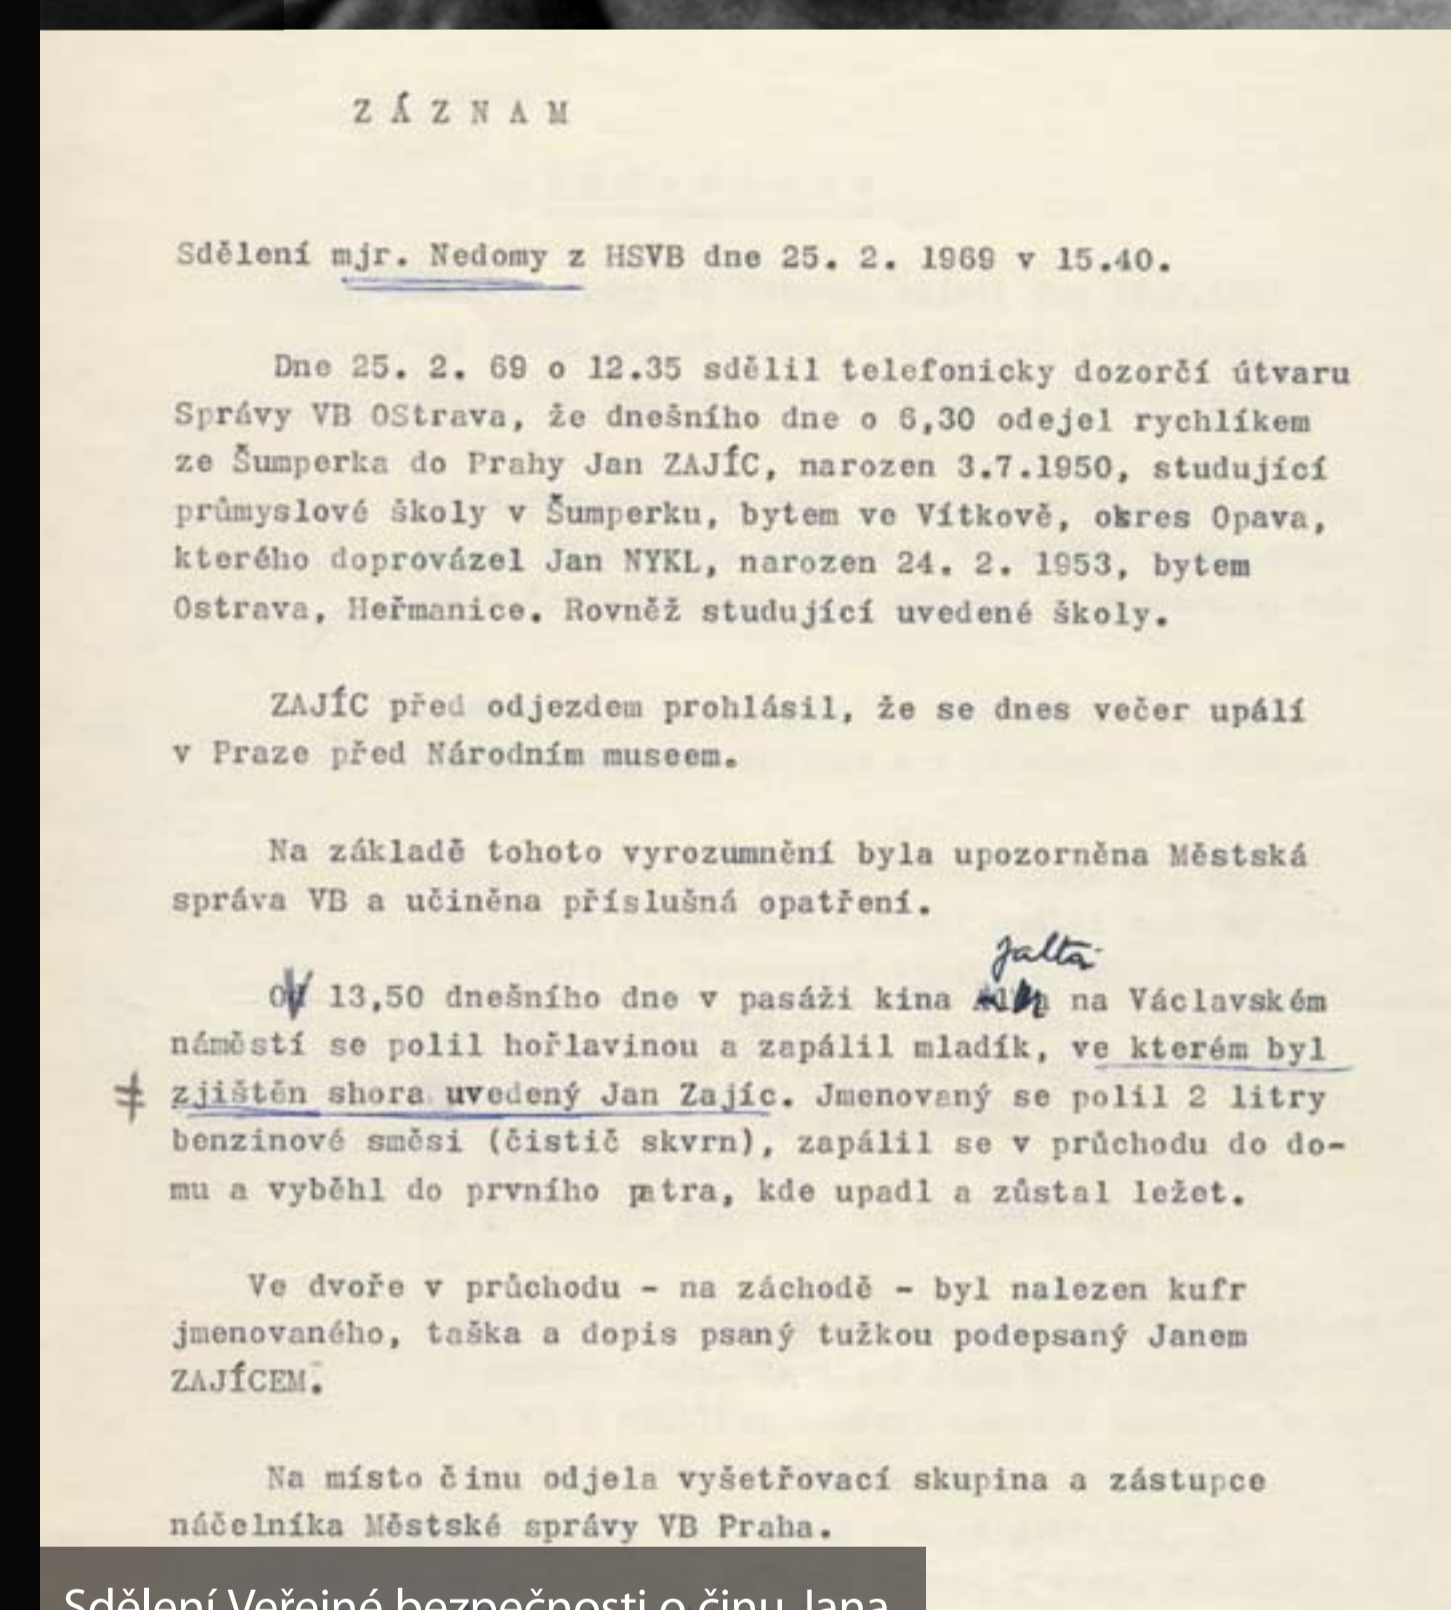 ZÁZNAM
Sdělení mjr. Nedomy z HSVB dne 25. 2. 1969 v 15.40.
Dne 25. 2. 69 o 12.35 sdělil telefonicky dozorčí útvaru
Správy VB OStrava, že dnešního dne o 6,30 odejel rychlíkem
ze Šumperka do Prahy Jan ZAJÍC, narozen 3.7.1950, studující
průmyslové školy v Šumperku, bytem ve Vítkově, okres Opava,
kterého doprovázel Jan NYKL, narozen 24. 2. 1953, bytem
Ostrava, Heřmanice. Rovněž studující uvedené školy.
ZAJÍC před odjezdem prohlásil, že se dnes večer upálí
v Praze před Národním museem.
Na základě tohoto vyrozumnění byla upozorněna Městská
správa VB a učiněna příslušná opatření.
Jalta
V 13,50 dnešního dne v pasáži kina na Václavském
náměstí se polil hořlavinou a zapálil mladík, ve kterém byl
zjištěn shora uvedený Jan Zajíc. Jmenovaný se polil 2 litry
benzinové směsi (čistič skvrn), zapálil se v průchodu do do-
mu a vyběhl do prvního patra, kde upadl a zůstal ležet.
Ve dvoře v průchodu - na záchodě - byl nalezen kufr
jmenovaného, taška a dopis psaný tužkou podepsaný Janem
ZAJÍCEM.
Na místo činu odjela vyšetřovací skupina a zástupce
náčelníka Městské správy VB Praha.
Sdělení Veřejné bezpečnosti o činu Jana